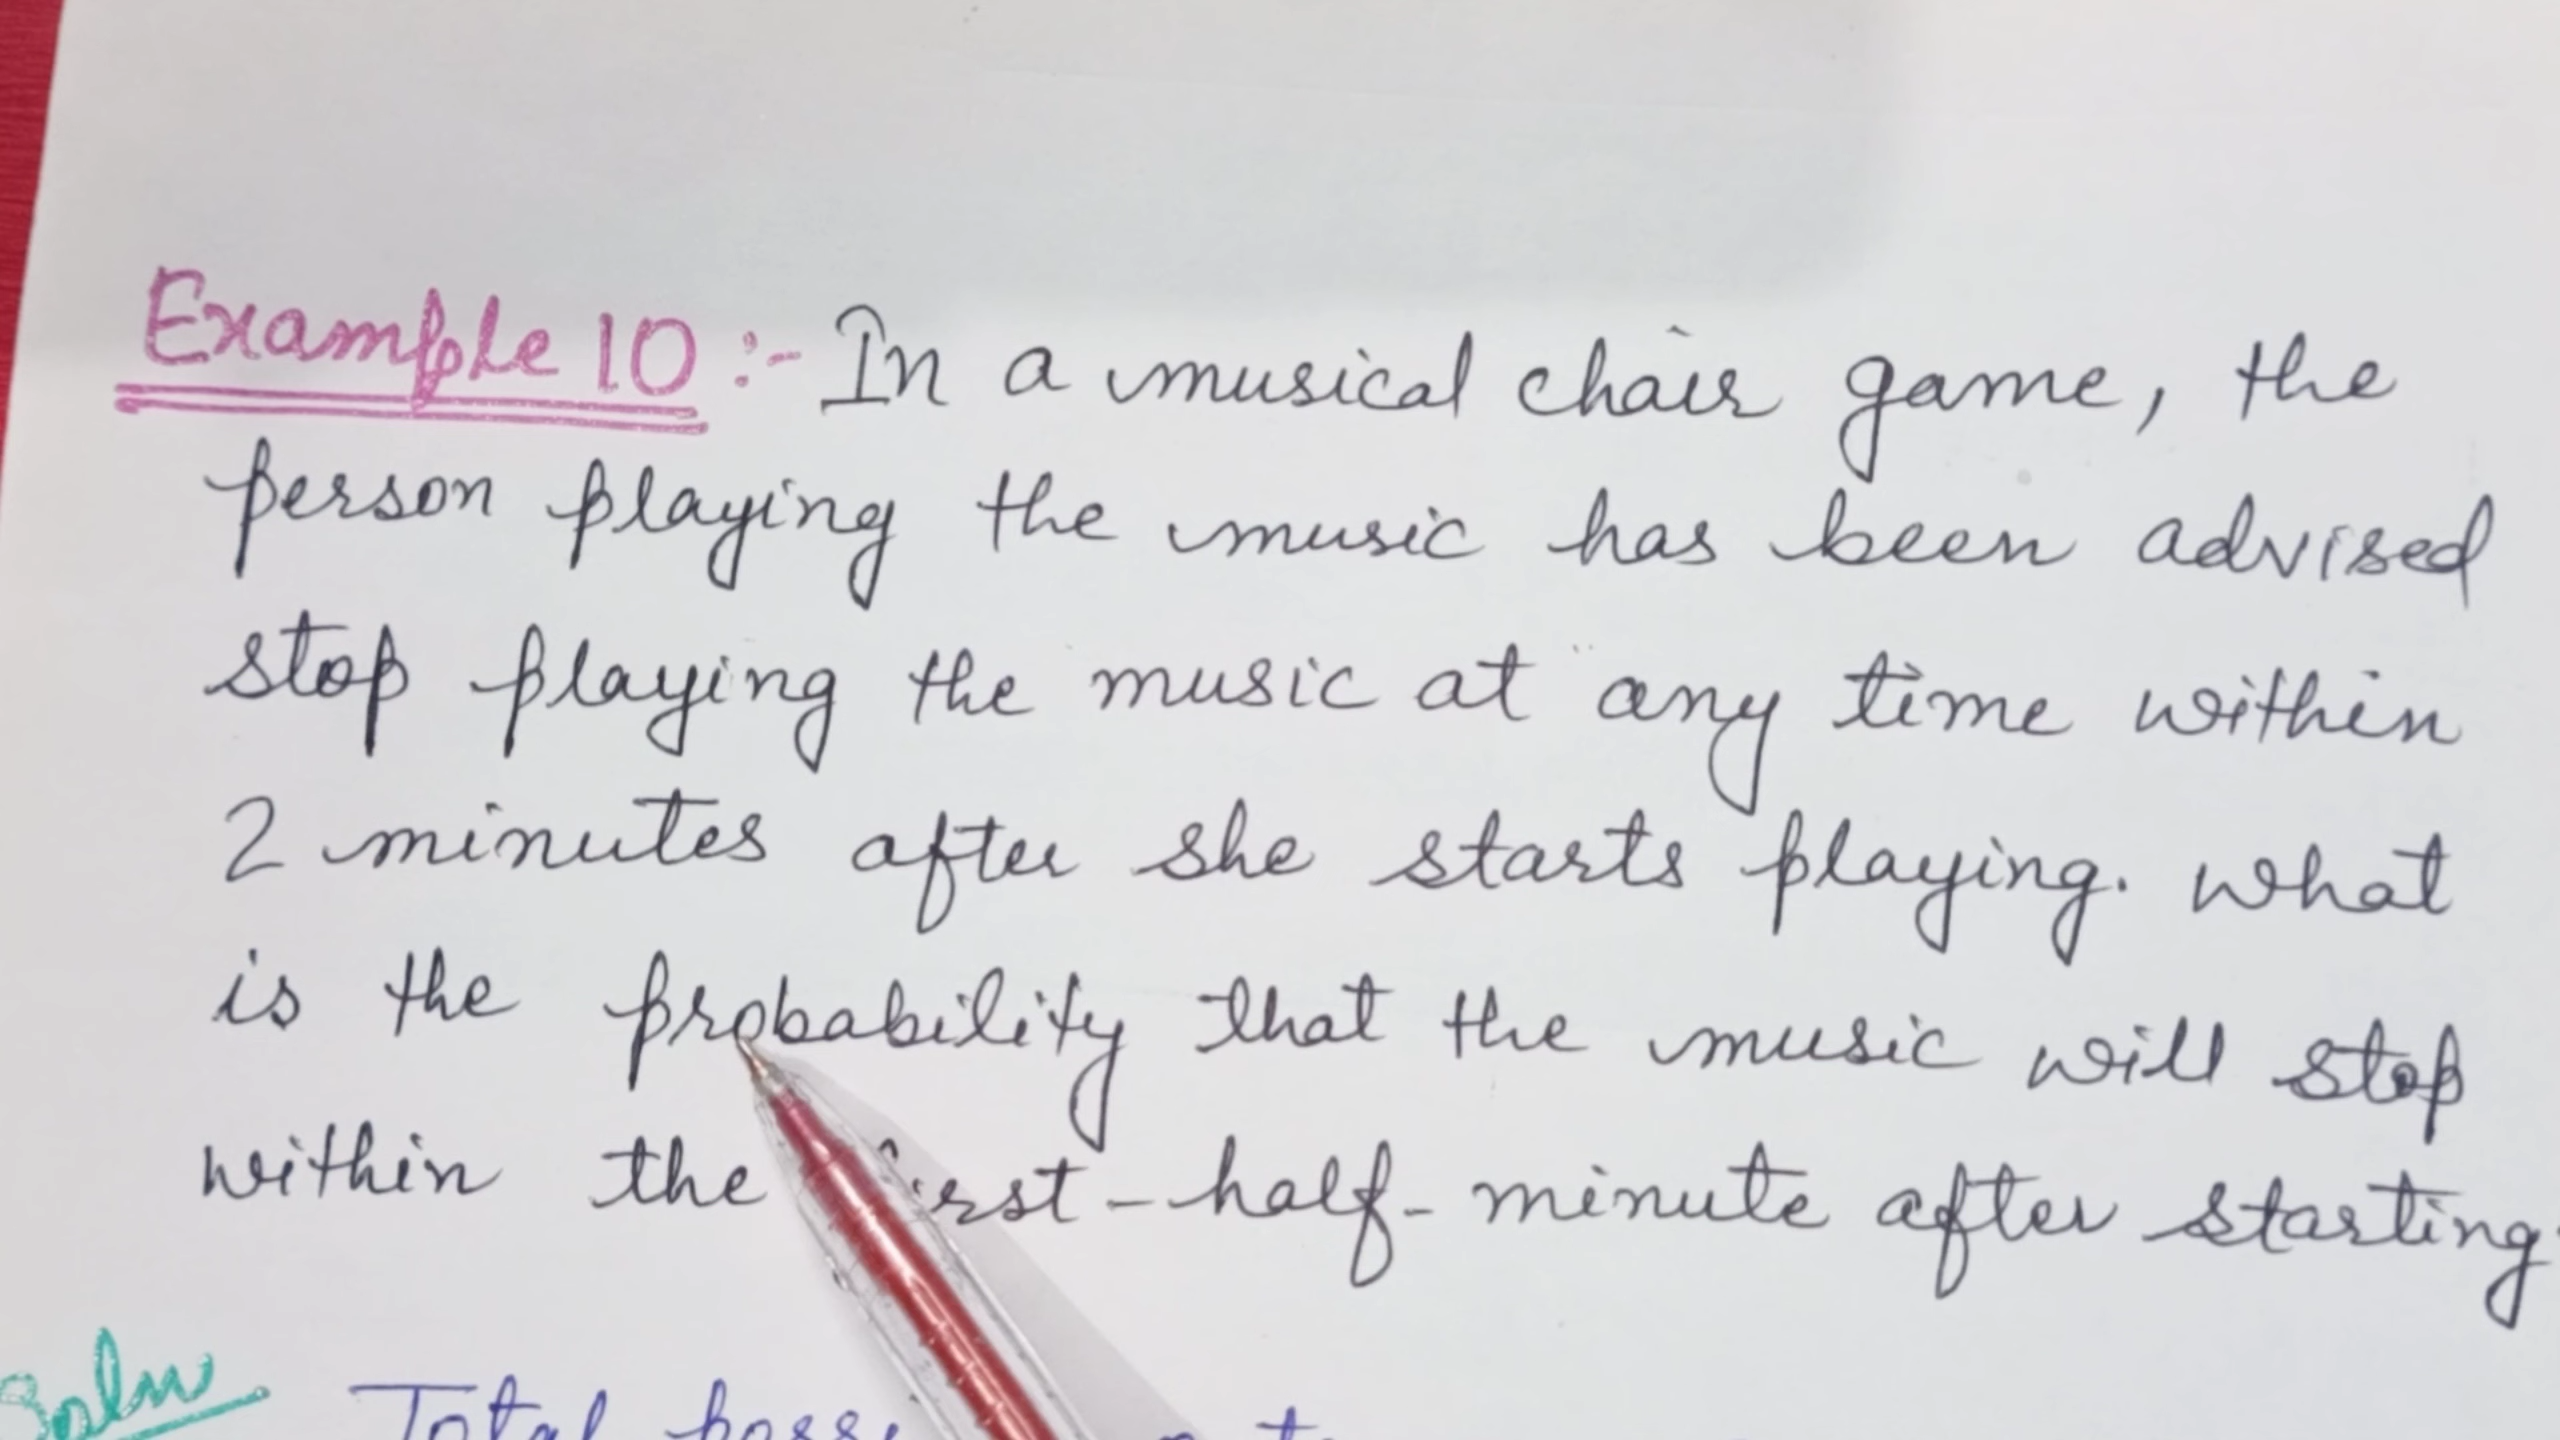 Example 10 :- In a musical chair game, the
person playing the music has been advised
stop playing the music at any time within
2 minutes after she starts playing. What
is the probability that the music will stop
within the first-half-minute after starting
Soln Total